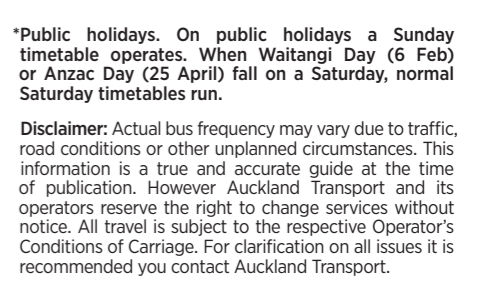 *Public holidays. On public holidays a Sunday
timetable operates. When Waitangi Day (6 Feb)
or Anzac Day (25 April) fall on a Saturday, normal
Saturday timetables run.
Disclaimer: Actual bus frequency may vary due to traffic,
road conditions or other unplanned circumstances. This
information is a true and accurate guide at the time
of publication. However Auckland Transport and its
operators reserve the right to change services without
notice. All travel is subject to the respective Operator's
Conditions of Carriage. For clarification on all issues it is
recommended you contact Auckland Transport.